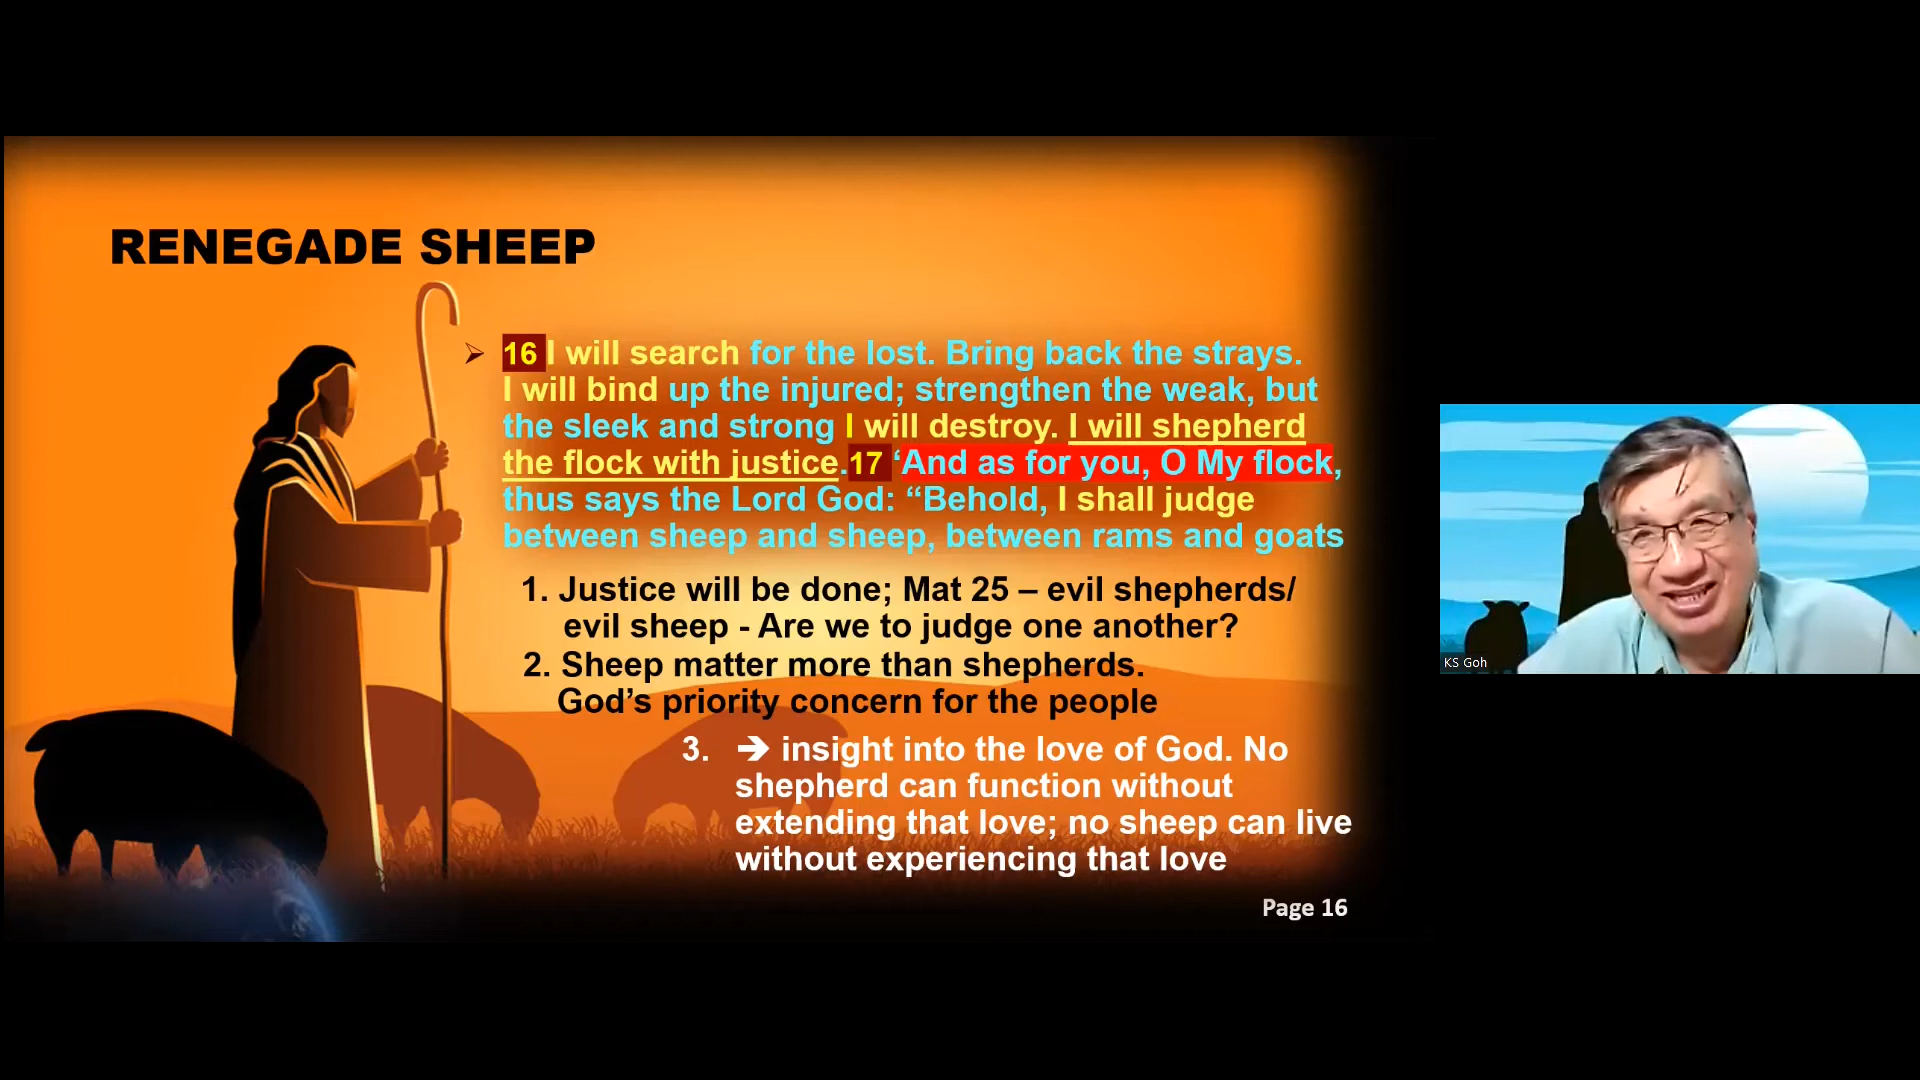 RENEGADE SHEEP
➢ 16 I will search for the lost. Bring back the strays.
I will bind up the injured; strengthen the weak, but
the sleek and strong I will destroy. I will shepherd
the flock with justice.17 ‘And as for you, O My flock,
thus says the Lord God: “Behold, I shall judge
between sheep and sheep, between rams and goats
1. Justice will be done; Mat 25 – evil shepherds/
evil sheep - Are we to judge one another?
2. Sheep matter more than shepherds.
God’s priority concern for the people
3. ➔ insight into the love of God. No
shepherd can function without
extending that love; no sheep can live
without experiencing that love
Page 16
KS Goh